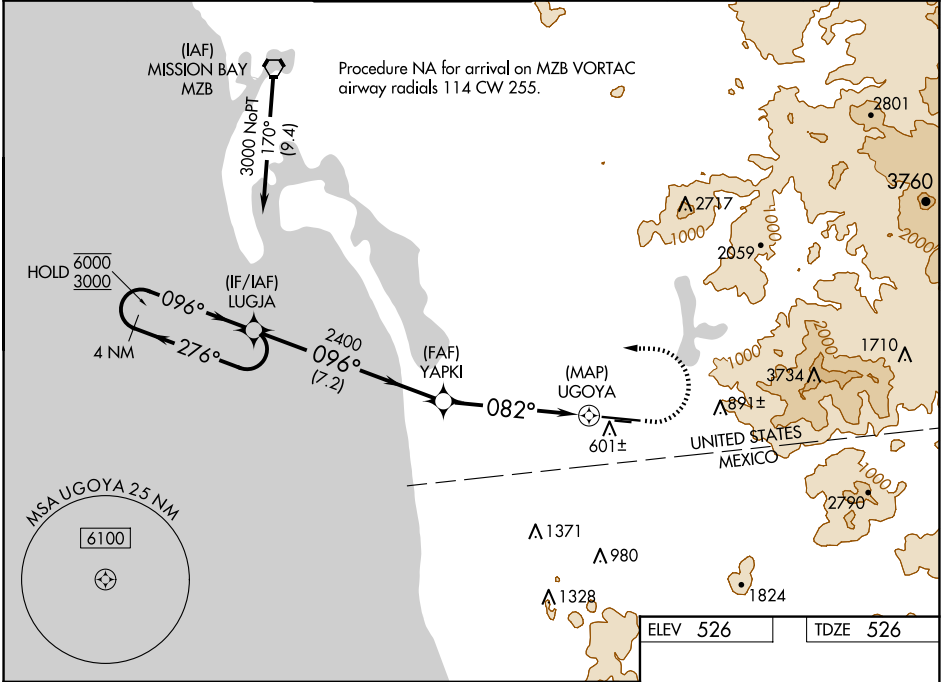 (IAF)
MISSION BAY
MZB
Procedure NA for arrival on MZB VORTAC
airway radials 114 CW 255.
3000 NoPT
170°
(9.4)
2801
3760
2717
1000
1000
2059
2000
HOLD 6000
3000
096°
(IF/IAF)
LUGJA
4 NM
276°
2400
096°
(7.2)
(FAF)
YAPKI
082°
(MAP)
UGOYA
601±
1000
1710
3734
891±
1000
UNITED STATES
MEXICO
1000
2790
MSA UGOYA 25 NM
6100
1371
980
1328
1824
ELEV 526
TDZE 526